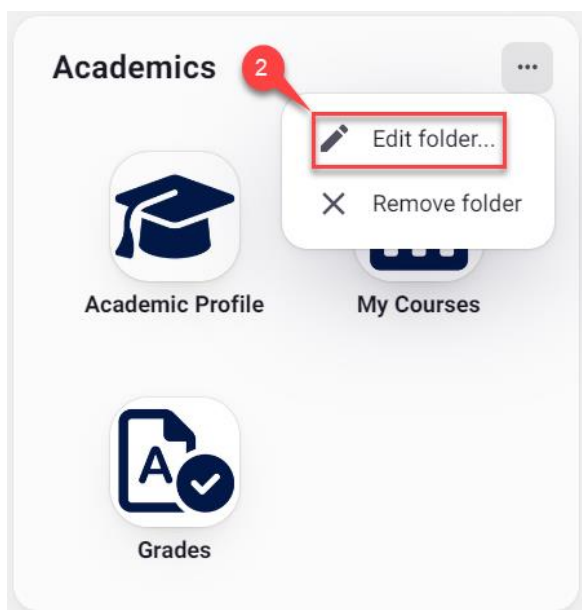 Academics
2
...
Edit folder...
Remove folder
Academic Profile
My Courses
A
Grades